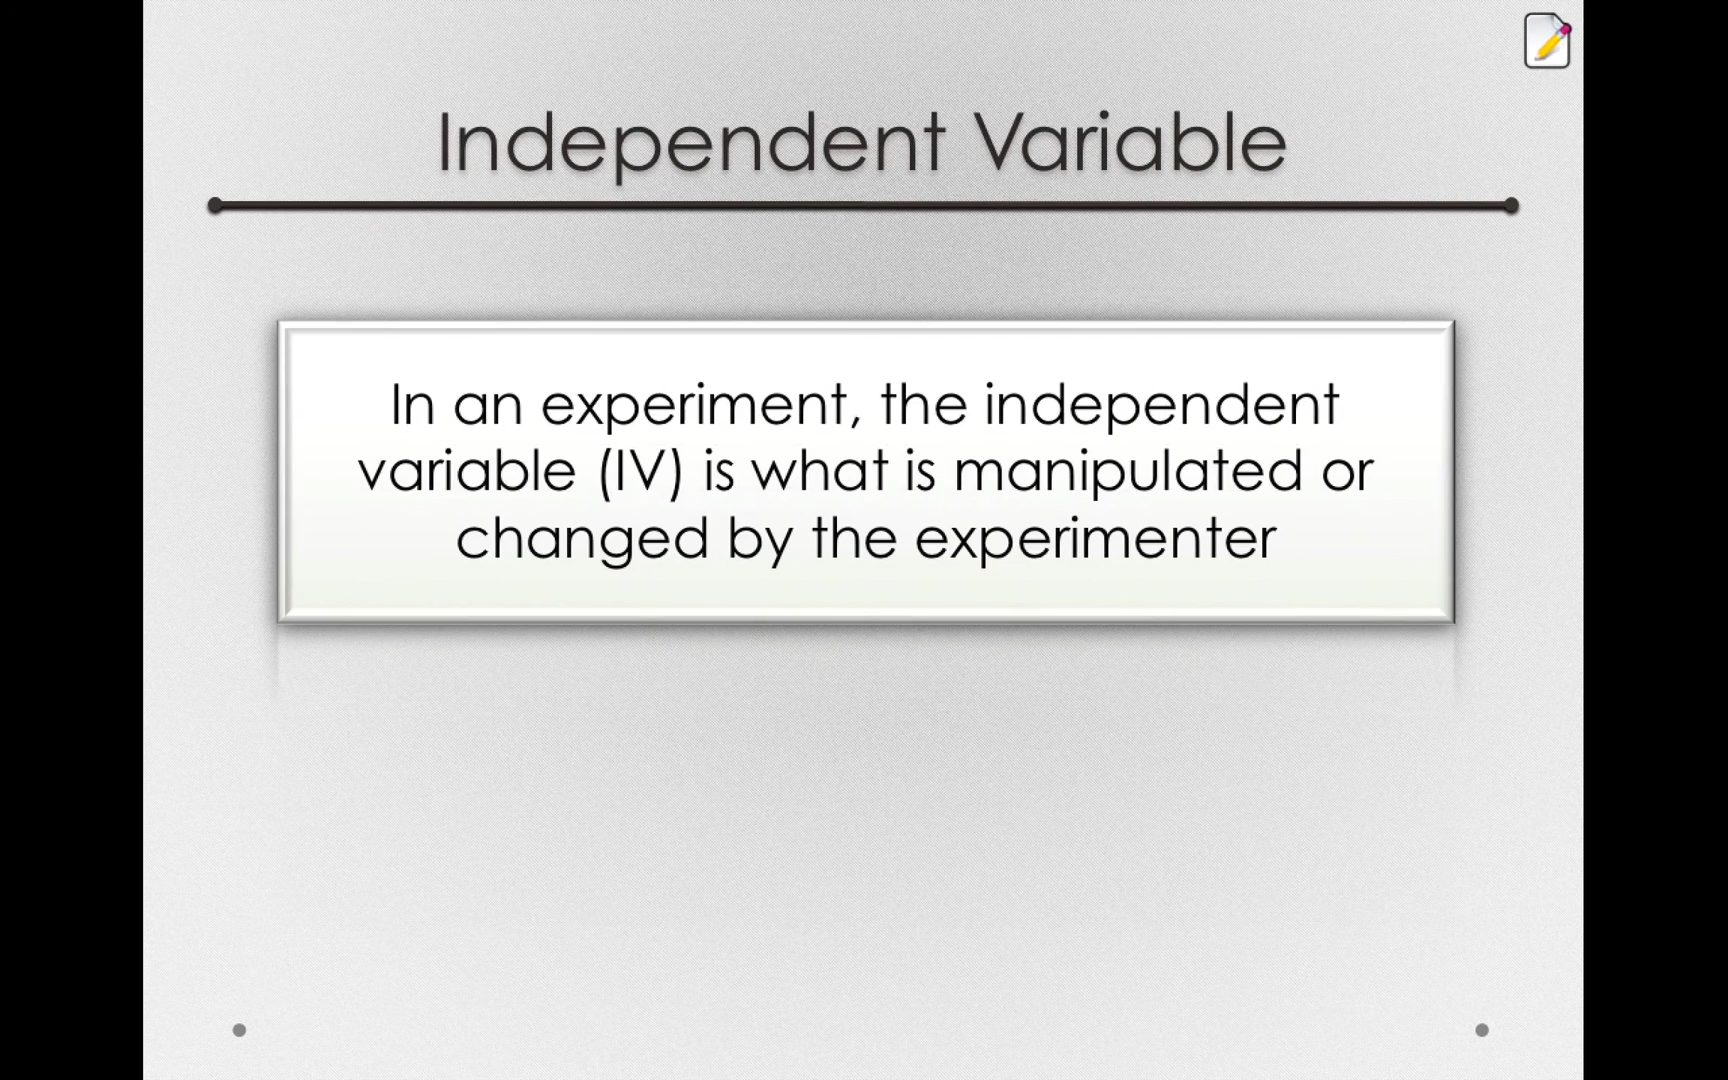 Independent Variable
In an experiment, the independent
variable (IV) is what is manipulated or
changed by the experimenter